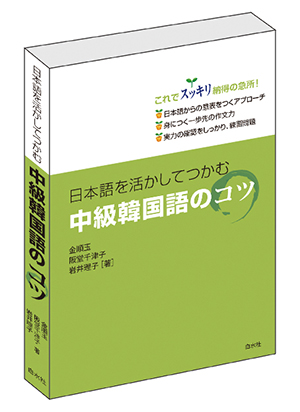 これでスッキリ納得の急所!
日本語からの急襲をつくアプローチ
身につく一歩先の作文力
実力の確認をしっかり、練習問題
日本語を活かしてつかむ
中級韓国語のコツ
金順玉
阪堂千津子
岩井理子[著]
白水社
日本語を活かしてつかむ
中級韓国語のコツ
金順玉
阪堂千津子
岩井理子 著
白水社